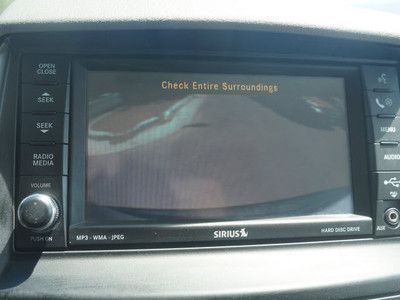 Check Entire Surroundings
OPEN
CLOSE
SEEK
SEEK
RADIO
MEDIA
VOLUME
PUSH ON
MENU
AUDIO
AUX
MP3 - WMA - JPEG
SIRIUS
HARD DISC DRIVE